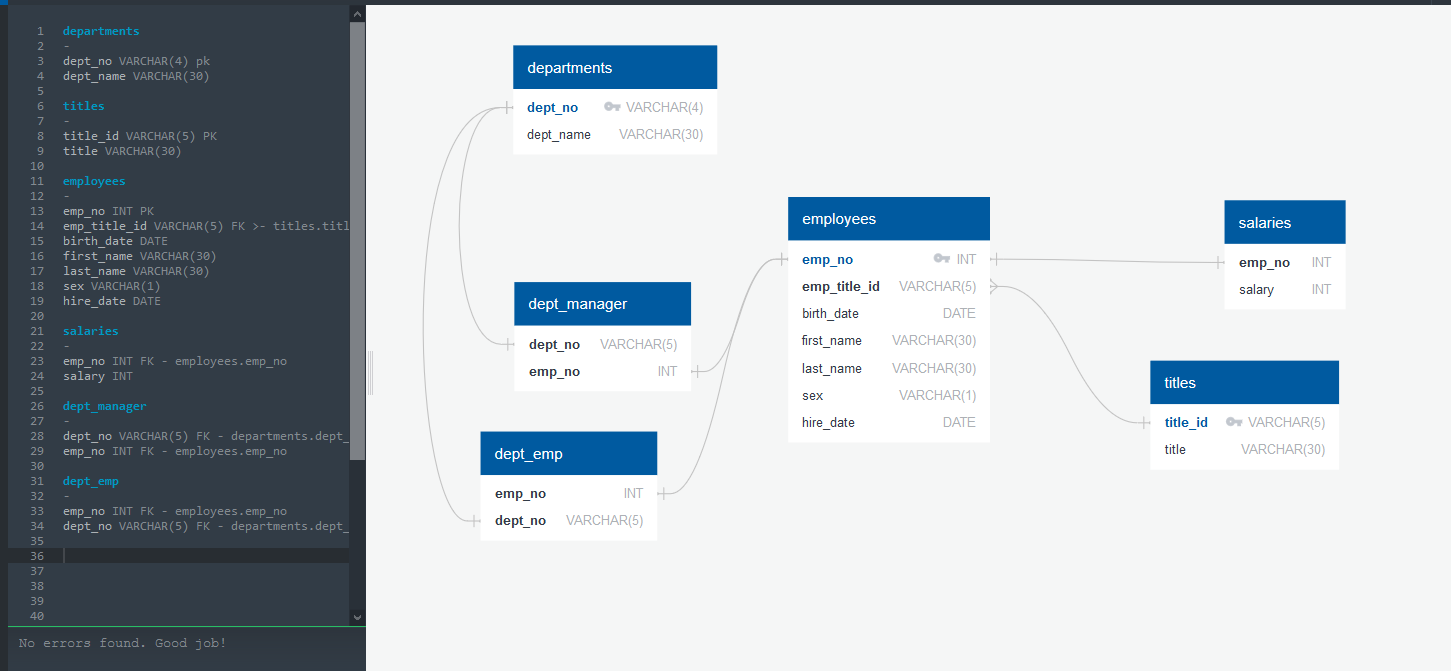 1 departments
2 -
3 dept_no VARCHAR(4) pk
4 dept_name VARCHAR(30)
5
6 titles
7 -
8 title_id VARCHAR(5) PK
9 title VARCHAR(30)
10
11 employees
12 -
13 emp_no INT PK
14 emp_title_id VARCHAR(5) FK >- titles.titl
15 birth_date DATE
16 first_name VARCHAR(30)
17 last_name VARCHAR(30)
18 sex VARCHAR(1)
19 hire_date DATE
20
21 salaries
22 -
23 emp_no INT FK - employees.emp_no
24 salary INT
25
26 dept_manager
27 -
28 dept_no VARCHAR(5) FK - departments.dept_
29 emp_no INT FK - employees.emp_no
30
31 dept_emp
32 -
33 emp_no INT FK - employees.emp_no
34 dept_no VARCHAR(5) FK - departments.dept_
35
36
37
38
39
40
No errors found. Good job!
departments
dept_no VARCHAR(4)
dept_name VARCHAR(30)
dept_manager
dept_no VARCHAR(5)
emp_no INT
dept_emp
emp_no INT
dept_no VARCHAR(5)
employees
emp_no INT
emp_title_id VARCHAR(5)
birth_date DATE
first_name VARCHAR(30)
last_name VARCHAR(30)
sex VARCHAR(1)
hire_date DATE
salaries
emp_no INT
salary INT
titles
title_id VARCHAR(5)
title VARCHAR(30)